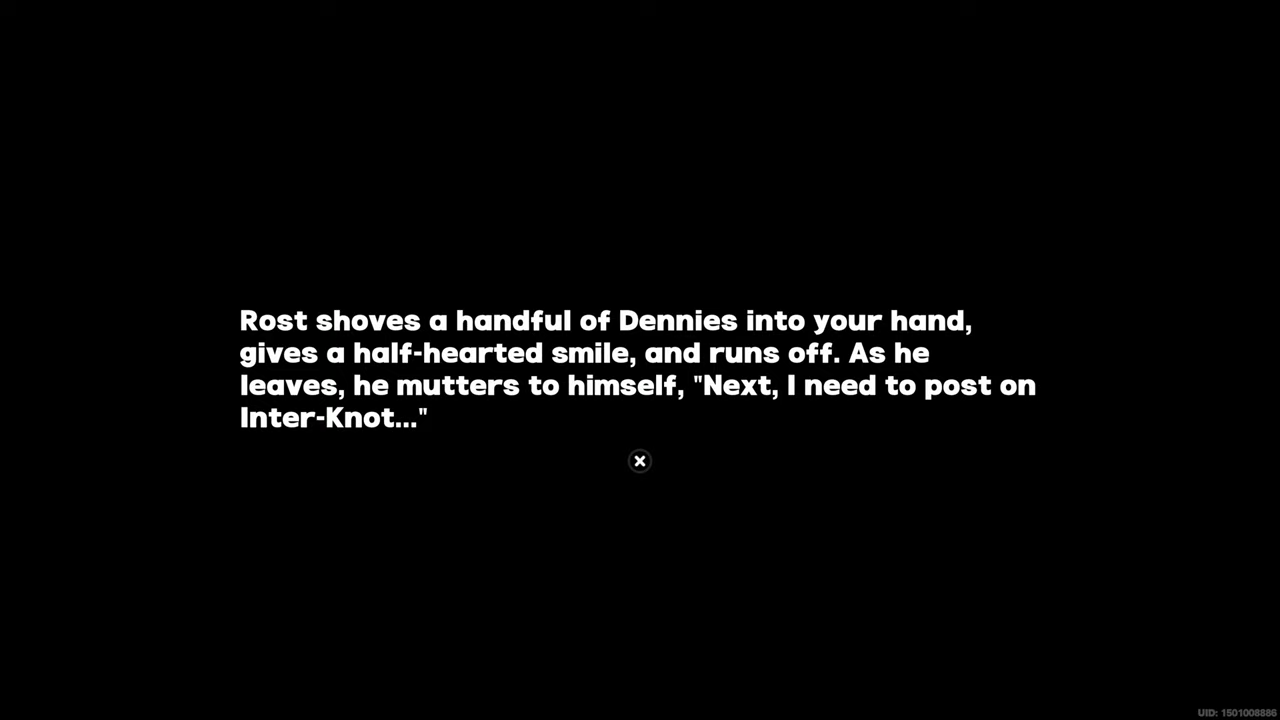 Rost shoves a handful of Dennies into your hand,
gives a half-hearted smile, and runs off. As he
leaves, he mutters to himself, "Next, I need to post on
Inter-Knot..."
UID: 1501008886